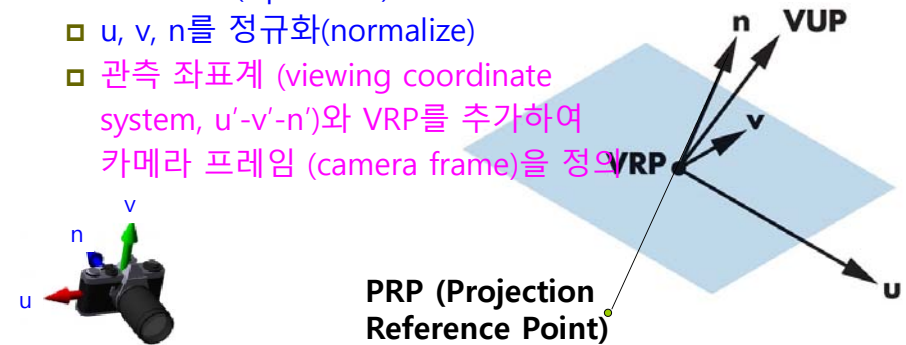 u, v, n를 정규화(normalize)
관측 좌표계 (viewing coordinate
system, u′-v′-n′)와 VRP를 추가하여
카메라 프레임 (camera frame)을 정의
n
VUP
v
VRP
u
v
n
u
PRP (Projection
Reference Point)